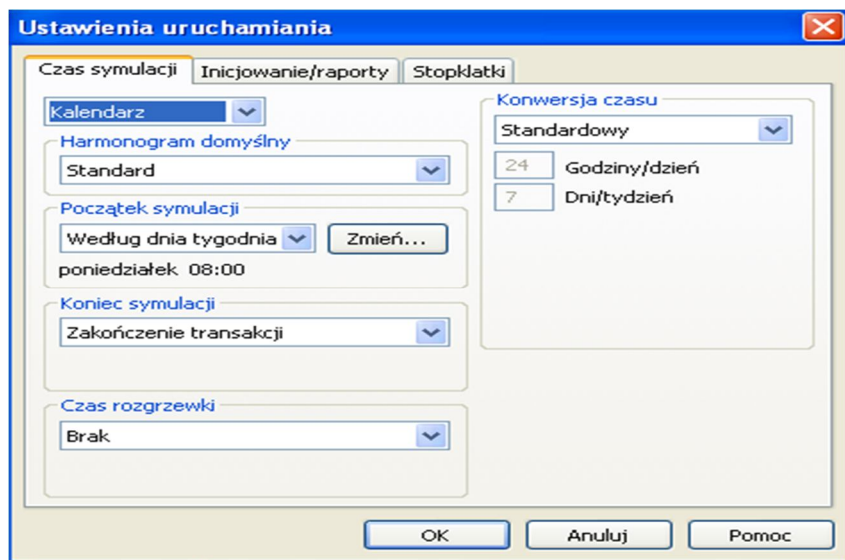 Ustawienia uruchamiania
Czas symulacji Inicjowanie/raporty Stopklatki
Kalendarz
Harmonogram domyślny
Standard
Początek symulacji
Według dnia tygodnia Zmień...
poniedziałek 08:00
Koniec symulacji
Zakończenie transakcji
Czas rozgrzewki
Brak
Konwersja czasu
Standardowy
24 Godziny/dzień
7 Dni/tydzień
OK Anuluj Pomoc